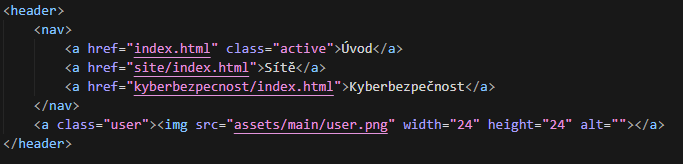 <header>
<nav>
<a href="index.html" class="active">Úvod</a>
<a href="site/index.html">Sítě</a>
<a href="kyberbezpecnost/index.html">Kyberbezpečnost</a>
</nav>
<a class="user"><img src="assets/main/user.png" width="24" height="24" alt=""></a>
</header>